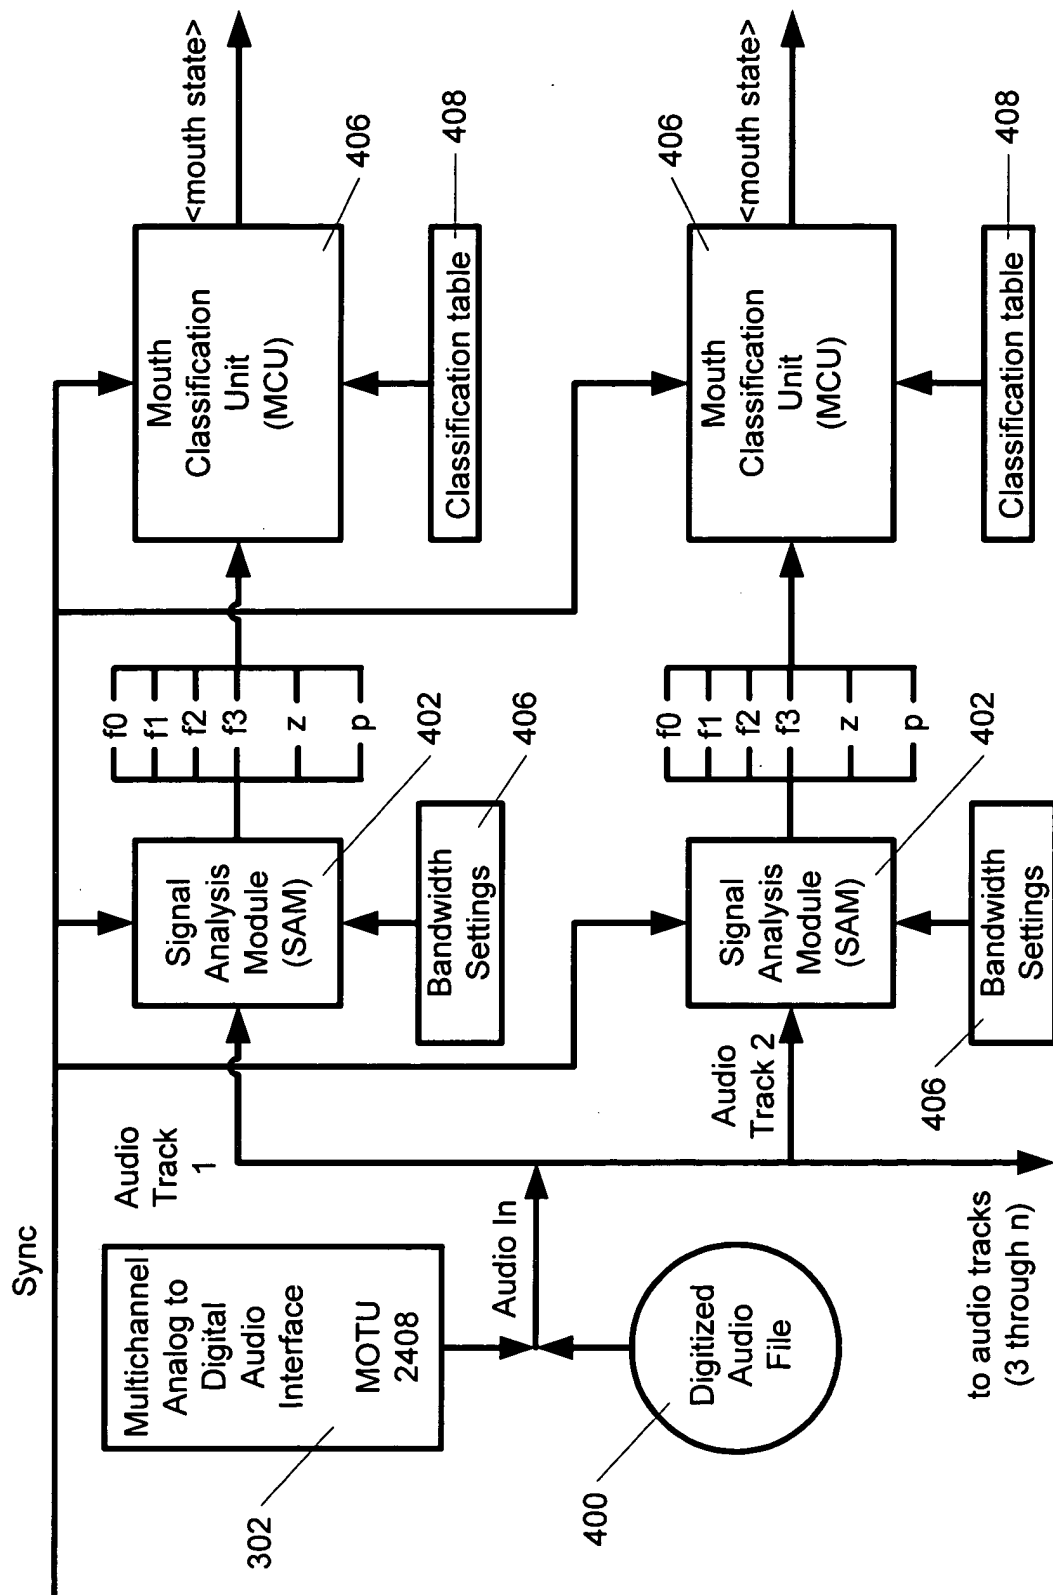 Sync
Multichannel
Analog to
Digital
Audio
Interface
MOTU
2408
302
Digitized
Audio
File
400
Audio In
to audio tracks
(3 through n)
Audio
Track
1
Signal
Analysis
Module
(SAM)
402
Bandwidth
Settings
406
f0
f1
f2
f3
z
p
Mouth
Classification
Unit
(MCU)
406
Classification table
408
<mouth state>
Audio
Track 2
Signal
Analysis
Module
(SAM)
402
Bandwidth
Settings
406
f0
f1
f2
f3
z
p
Mouth
Classification
Unit
(MCU)
406
Classification table
408
<mouth state>